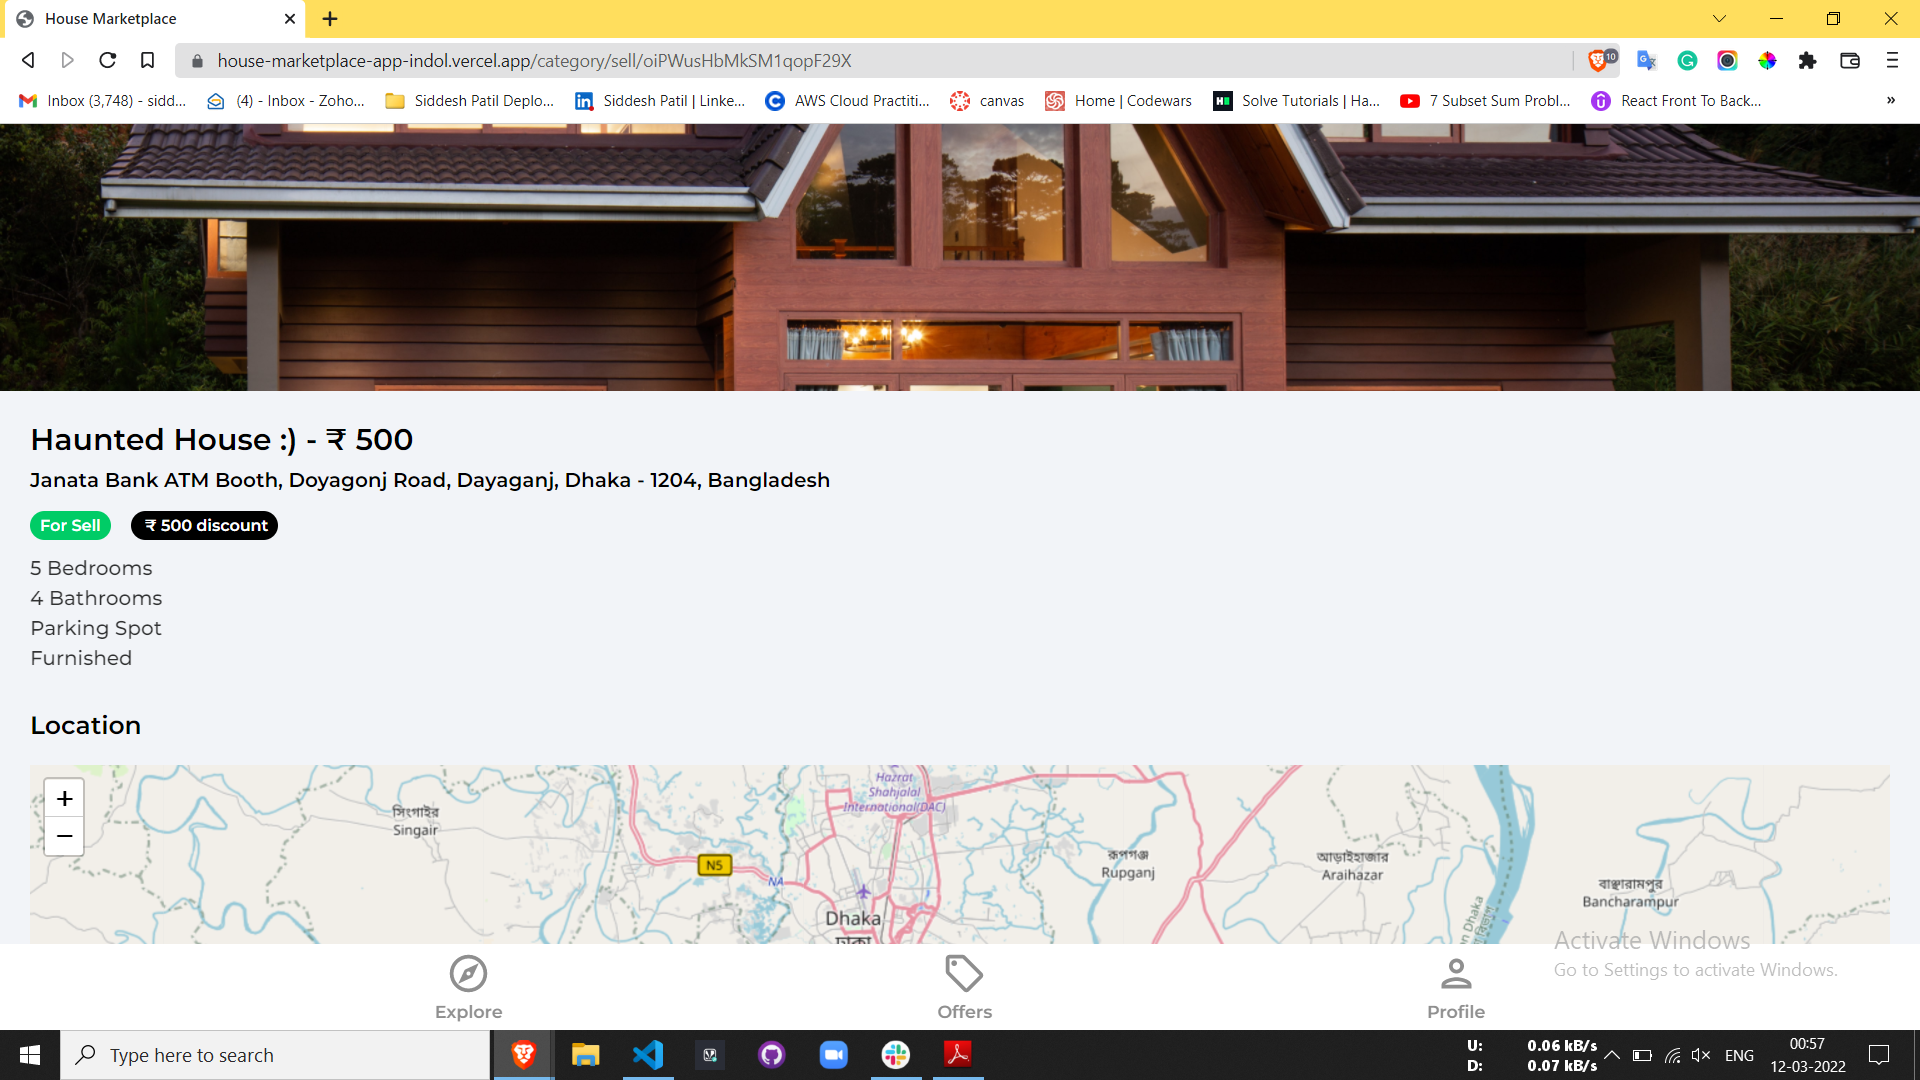 House Marketplace
house-marketplace-app-indol.vercel.app/category/sell/oiPWusHbMkSM1qopF29X
10
Inbox (3,748) - sidd...
(4) - Inbox - Zoho...
Siddesh Patil Deplo...
Siddesh Patil | Linke...
AWS Cloud Practiti...
canvas
Home | Codewars
Solve Tutorials | Ha...
7 Subset Sum Probl...
React Front To Back...
»
Haunted House :) - ₹ 500
Janata Bank ATM Booth, Doyagonj Road, Dayaganj, Dhaka - 1204, Bangladesh
For Sell
₹ 500 discount
5 Bedrooms
4 Bathrooms
Parking Spot
Furnished
Location
+
−
Hazrat
Shahjalal
International(DAC)
সিংগাইর
Singair
N5
NA
রূপগঞ্জ
Rupganj
আড়াইহাজার
Araihazar
বাঞ্ছারামপুর
Bancharampur
Dhaka
ঢাকা
Dhaka
Activate Windows
Go to Settings to activate Windows.
Explore
Offers
Profile
Type here to search
U: 0.06 kB/s
D: 0.07 kB/s
ENG
00:57
12-03-2022